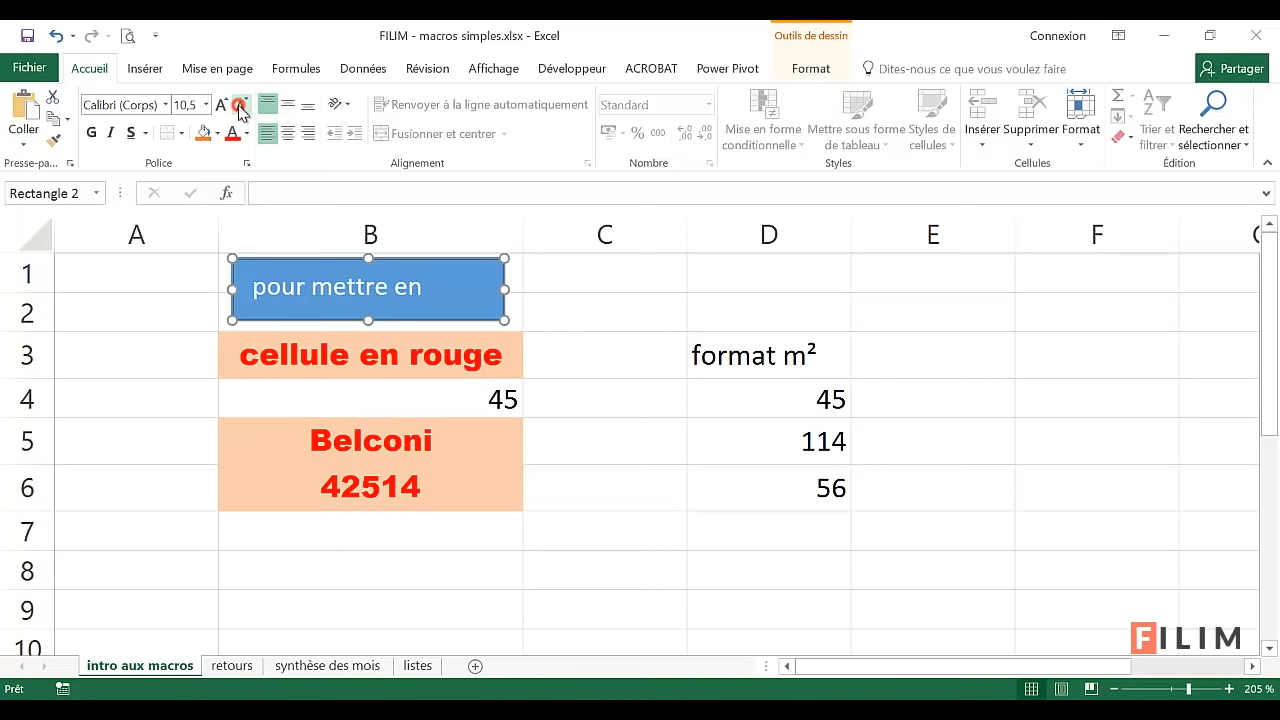 FILIM - macros simples.xlsx - Excel
Outils de dessin
Connexion
Fichier
Accueil
Insérer
Mise en page
Formules
Données
Révision
Affichage
Développeur
ACROBAT
Power Pivot
Format
Dites-nous ce que vous voulez faire
Partager
Coller
Calibri (Corps)
10,5
G I S
Renvoyer à la ligne automatiquement
Fusionner et centrer
Standard
Mise en forme
conditionnelle
Mettre sous forme
de tableau
Styles de
cellules
Insérer
Supprimer
Format
Trier et
filtrer
Rechercher et
sélectionner
Presse-pa...
Police
Alignement
Nombre
Styles
Cellules
Édition
Rectangle 2
A B C D E F
1 pour mettre en
2
3 cellule en rouge format m²
4 45 45
5 Belconi 114
6 42514 56
7
8
9
10
FILIM
intro aux macros
retours
synthèse des mois
listes
Prêt
205 %